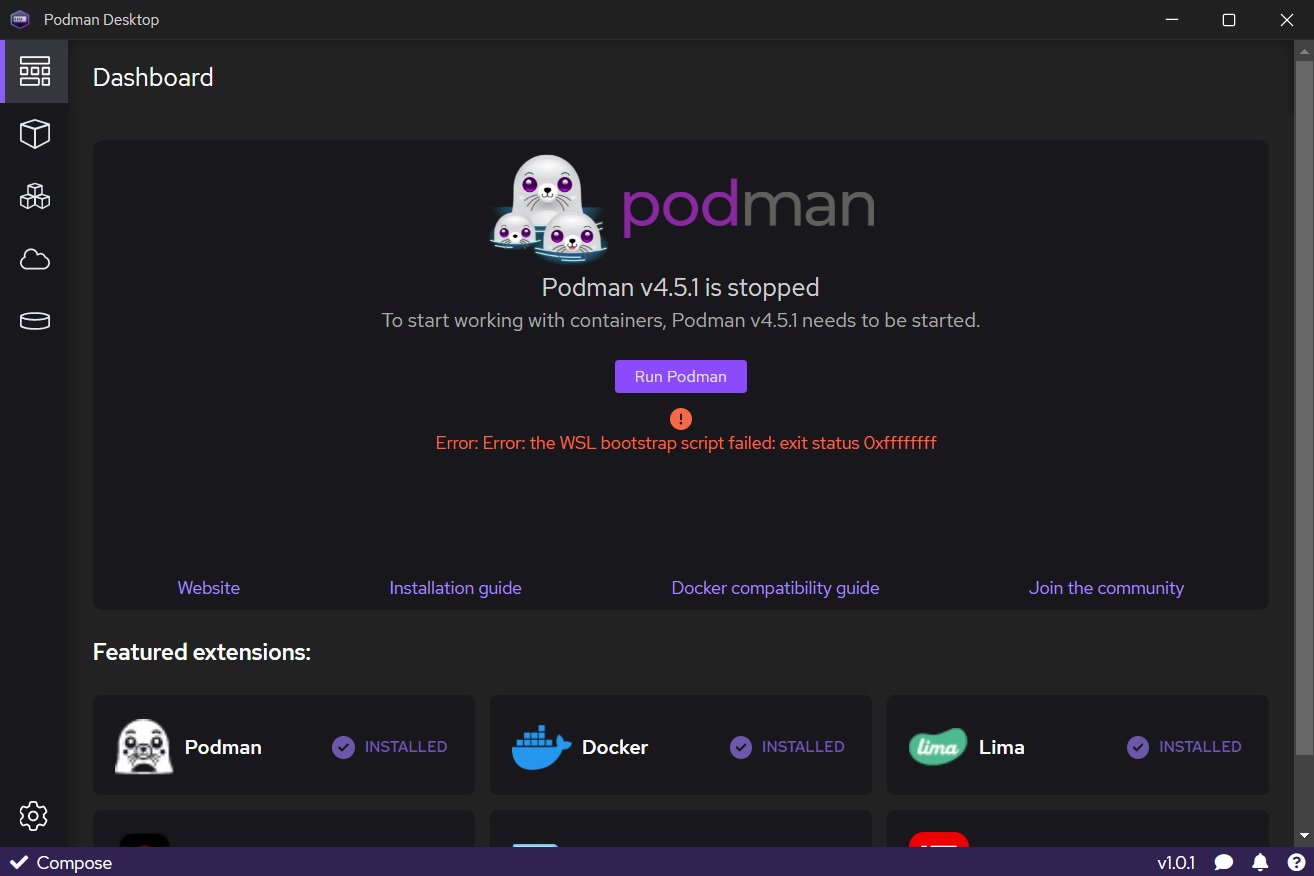 Podman Desktop
Dashboard
podman
Podman v4.5.1 is stopped
To start working with containers, Podman v4.5.1 needs to be started.
Run Podman
Error: Error: the WSL bootstrap script failed: exit status 0xffffffff
Website Installation guide Docker compatibility guide Join the community
Featured extensions:
Podman INSTALLED Docker INSTALLED lima Lima INSTALLED
Compose v1.0.1